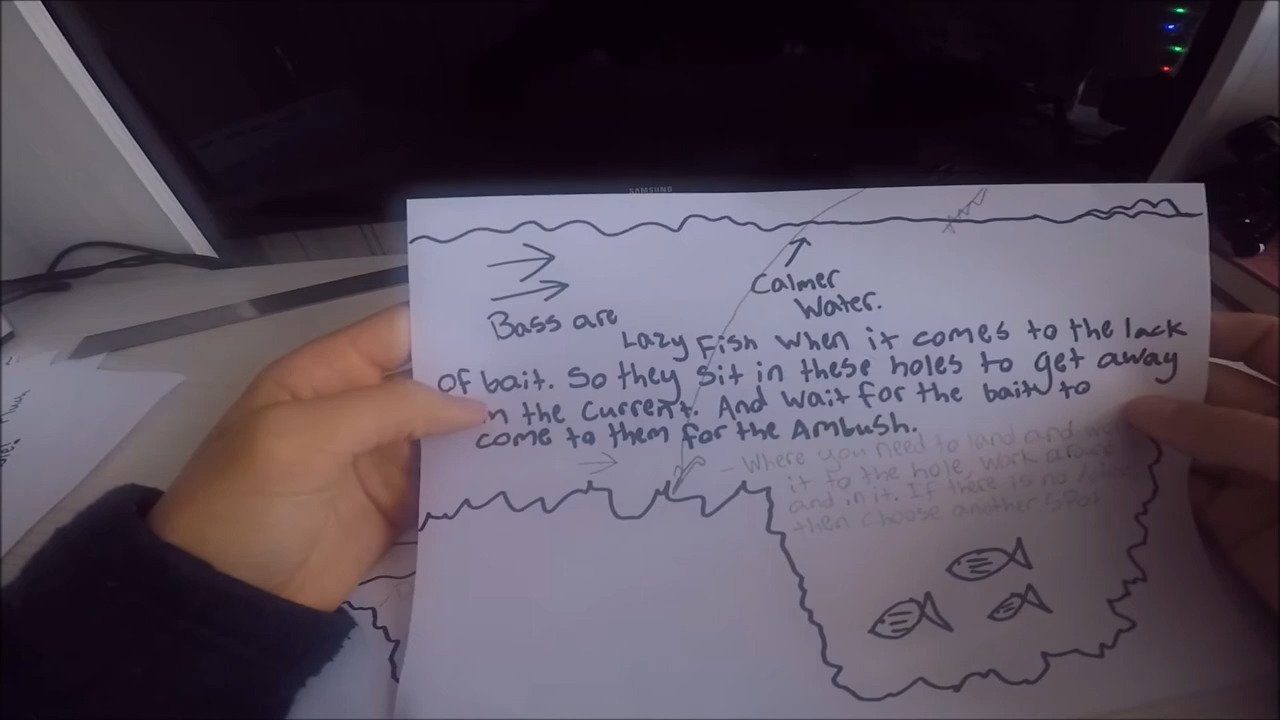 SAMSUNG
Calmer
Water.
Bass are
Lazy Fish when it comes to the lack
of bait. So they sit in these holes to get away
in the current. And wait for the bait to
come to them for the Ambush.
- Where you need to land and
it to the hole, work
and in it. If there is no
then choose another Spot